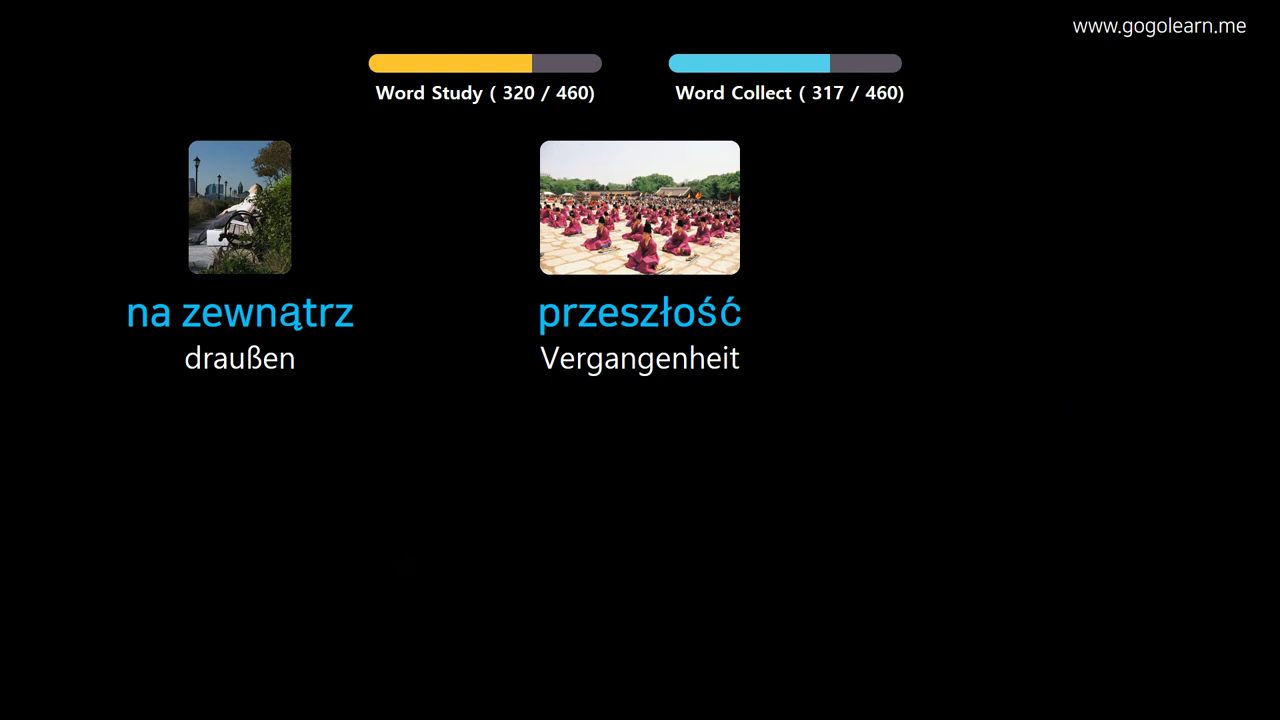 www.gogolearn.me
Word Study ( 320 / 460)
Word Collect ( 317 / 460)
na zewnątrz
draußen
przeszłość
Vergangenheit